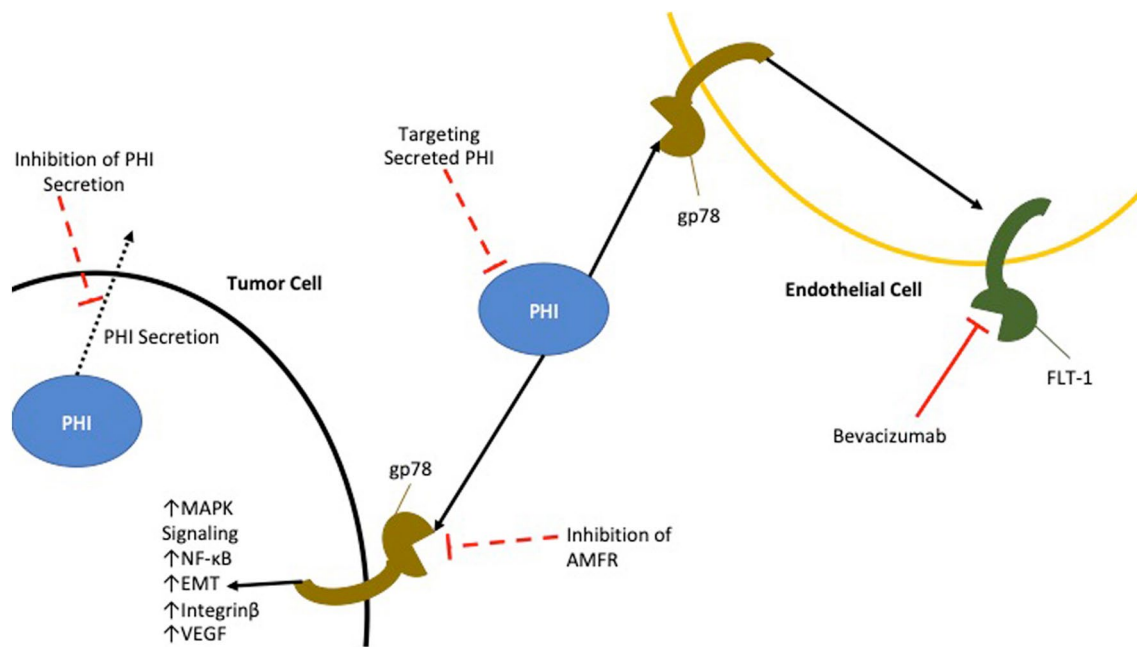 Inhibition of PHI
Secretion
Tumor Cell
PHI Secretion
PHI
Targeting
Secreted PHI
gp78
PHI
Endothelial Cell
FLT-1
Bevacizumab
gp78
Inhibition of
AMFR
↑MAPK
Signaling
↑NF-κB
↑EMT
↑Integrinβ
↑VEGF